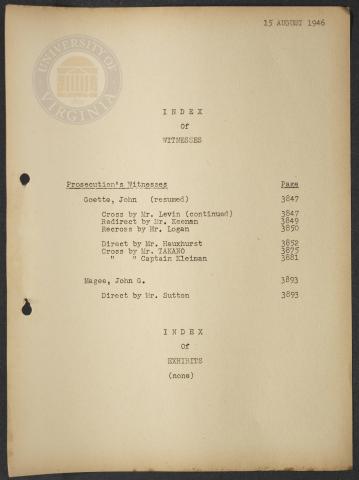 15 AUGUST 1946
UNIVERSITY OF VIRGINIA
I N D E X
Of
WITNESSES
Prosecution's Witnesses Page
Goette, John (resumed) 3847
Cross by Mr. Levin (continued) 3847
Redirect by Mr. Keenan 3849
Recross by Mr. Logan 3850
Direct by Mr. Hauxhurst 3852
Cross by Mr. TAKANO 3875
" " Captain Kleiman 3881
Magee, John G. 3893
Direct by Mr. Sutton 3893
I N D E X
Of
EXHIBITS
(none)